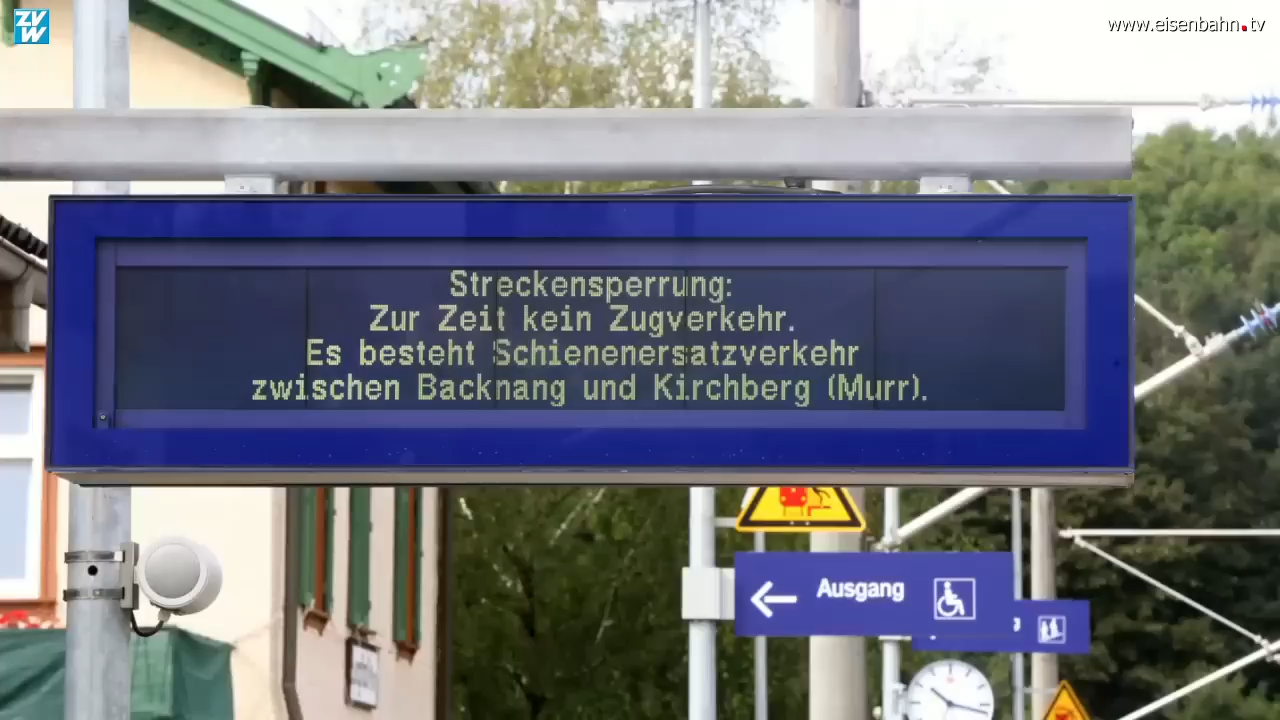 ZVW
www.eisenbahn.tv
Streckensperrung:
Zur Zeit kein Zugverkehr.
Es besteht Schienenersatzverkehr
zwischen Backnang und Kirchberg (Murr).
Ausgang